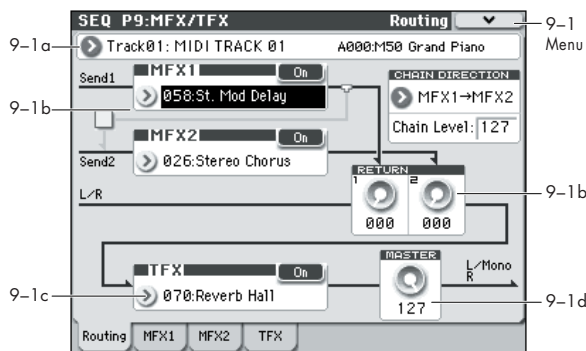 SEQ P9:MFX/TFX Routing
9–1 Menu
9–1a
Track01: MIDI TRACK 01 A000:M50 Grand Piano
Send1
MFX1 On
058:St. Mod Delay
9–1b
CHAIN DIRECTION
MFX1→MFX2
Chain Level: 127
MFX2 On
026:Stereo Chorus
Send2
RETURN
1 2
000 000
9–1b
L/R
TFX On
070:Reverb Hall
9–1c
MASTER
127
L/Mono
R
9–1d
Routing MFX1 MFX2 TFX